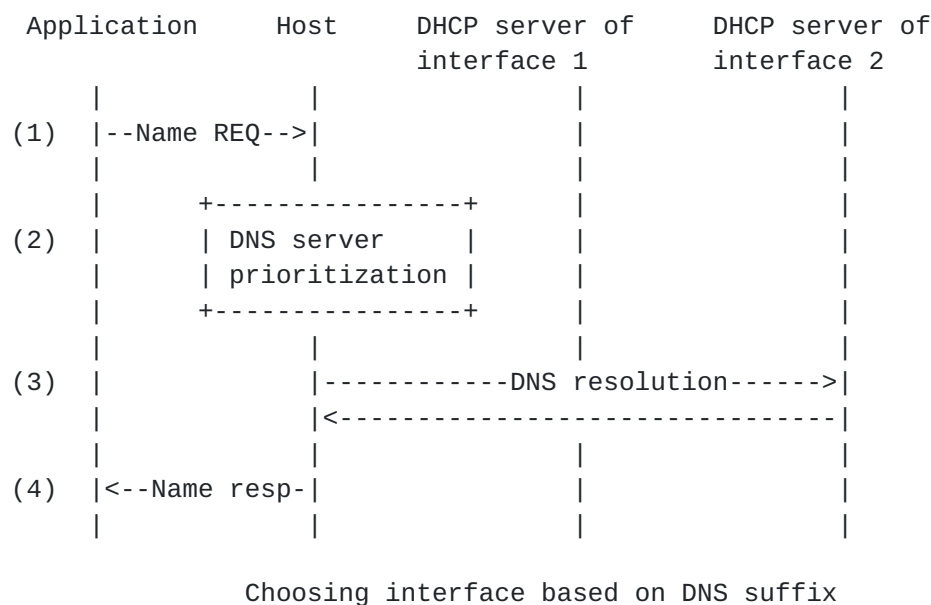 Application     Host     DHCP server of     DHCP server of
interface 1     interface 2
(1)  |--Name REQ-->|
(2)  | DNS server     |
| prioritization |
(3)  |------------DNS resolution------>|
(4)  |<--Name resp-|
Choosing interface based on DNS suffix